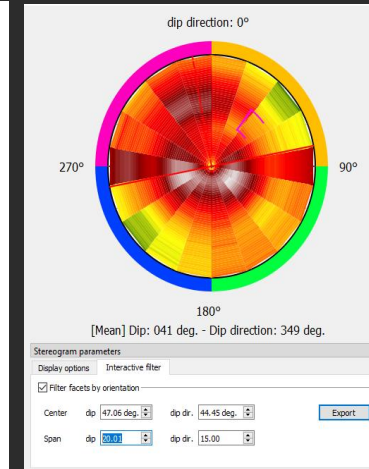 dip direction: 0°
270°
90°
180°
[Mean] Dip: 041 deg. - Dip direction: 349 deg.
Stereogram parameters
Display options Interactive filter
Filter facets by orientation
Center dip 47.06 deg. dip dir. 44.45 deg. Export
Span dip 20.01 dip dir. 15.00